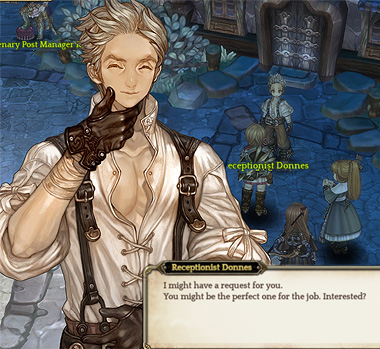 enary Post Manager
eceptionist Donnes
Receptionist Donnes
I might have a request for you.
You might be the perfect one for the job. Interested?